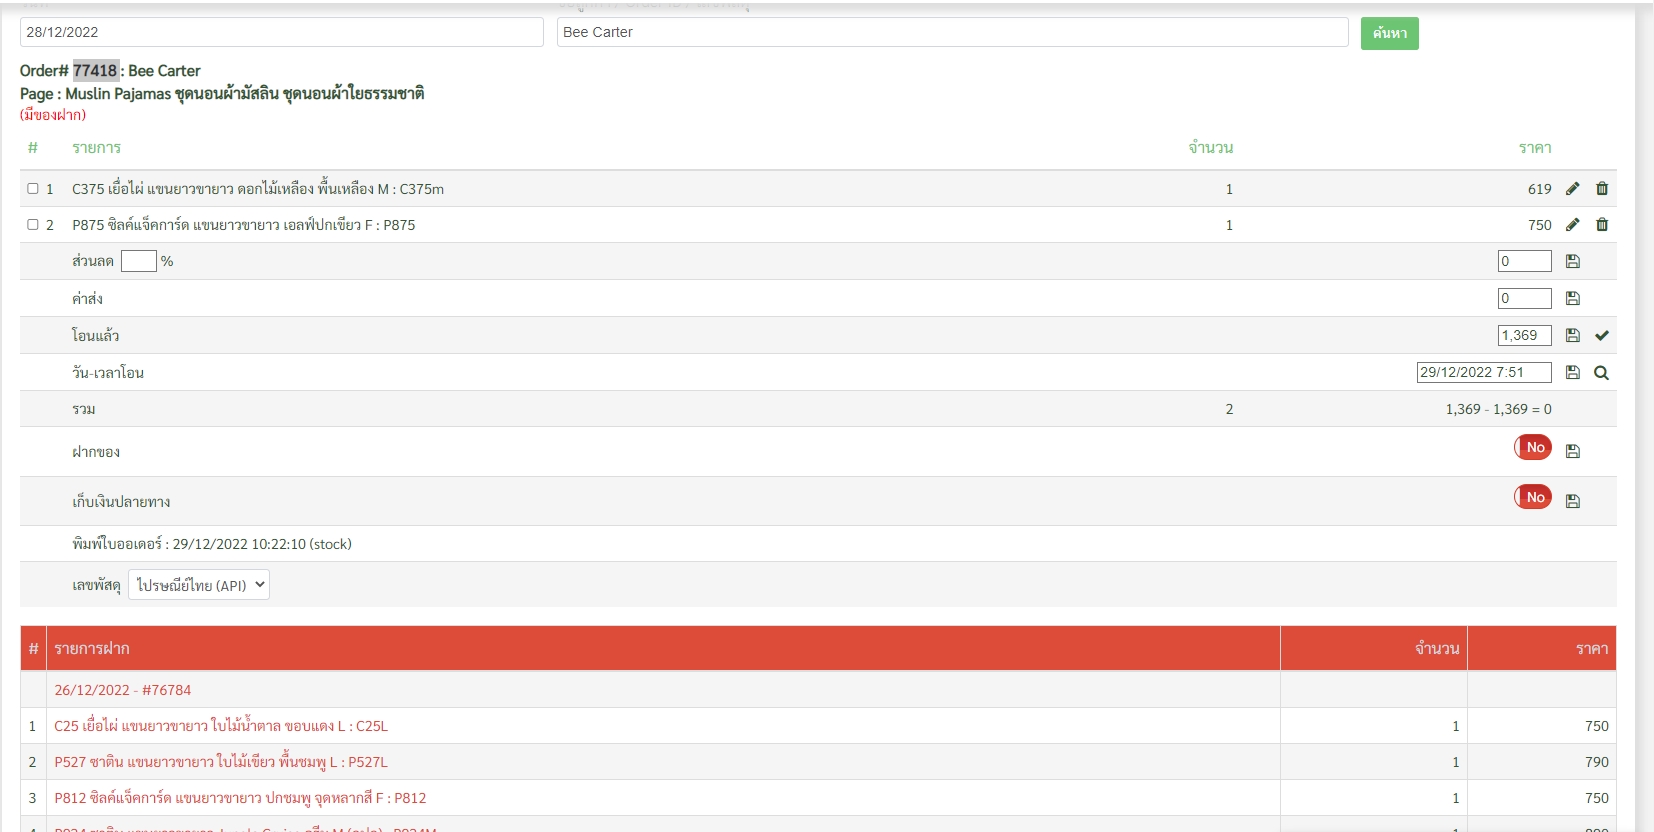 28/12/2022 Bee Carter ค้นหา
Order# 77418 : Bee Carter
Page : Muslin Pajamas ชุดนอนผ้ามัสลิน ชุดนอนผ้าใยธรรมชาติ
(มีของฝาก)
# รายการ จำนวน ราคา
1 C375 เยื่อไผ่ แขนยาวขายาว ดอกไม้เหลือง พื้นเหลือง M : C375m 1 619
2 P875 ซิลค์แจ็คการ์ด แขนยาวขายาว เอลฟ์ปกเขียว F : P875 1 750
ส่วนลด % 0
ค่าส่ง 0
โอนแล้ว 1,369
วัน-เวลาโอน 29/12/2022 7:51
รวม 2 1,369 - 1,369 = 0
ฝากของ No
เก็บเงินปลายทาง No
พิมพ์ใบออเดอร์ : 29/12/2022 10:22:10 (stock)
เลขพัสดุ ไปรษณีย์ไทย (API)
# รายการฝาก จำนวน ราคา
26/12/2022 - #76784
1 C25 เยื่อไผ่ แขนยาวขายาว ใบไม้น้ำตาล ขอบแดง L : C25L 1 750
2 P527 ซาติน แขนยาวขายาว ใบไม้เขียว พื้นชมพู L : P527L 1 790
3 P812 ซิลค์แจ็คการ์ด แขนยาวขายาว ปกชมพู จุดหลากสี F : P812 1 750